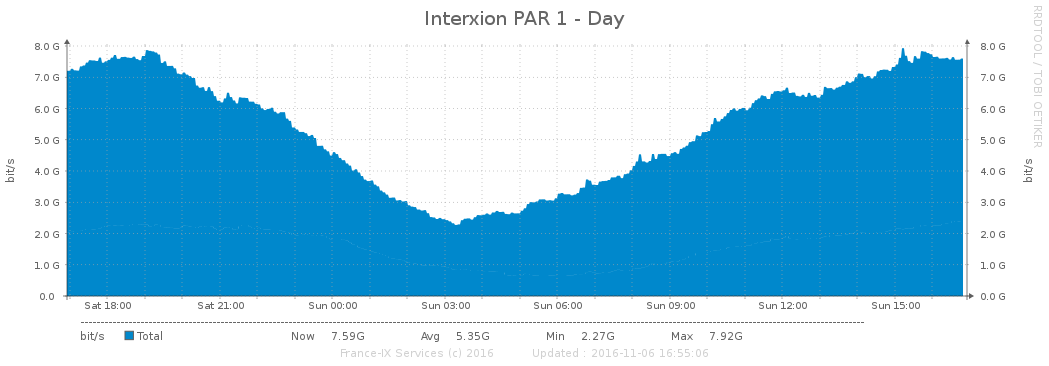 Interxion PAR 1 - Day
RRDTOOL / TOBI OETIKER
bit/s
8.0 G
7.0 G
6.0 G
5.0 G
4.0 G
3.0 G
2.0 G
1.0 G
0.0
8.0 G
7.0 G
6.0 G
5.0 G
4.0 G
3.0 G
2.0 G
1.0 G
0.0 G
bit/s
Sat 18:00 Sat 21:00 Sun 00:00 Sun 03:00 Sun 06:00 Sun 09:00 Sun 12:00 Sun 15:00
bit/s Total Now 7.59G Avg 5.35G Min 2.27G Max 7.92G
France-IX Services (c) 2016 Updated : 2016-11-06 16:55:06